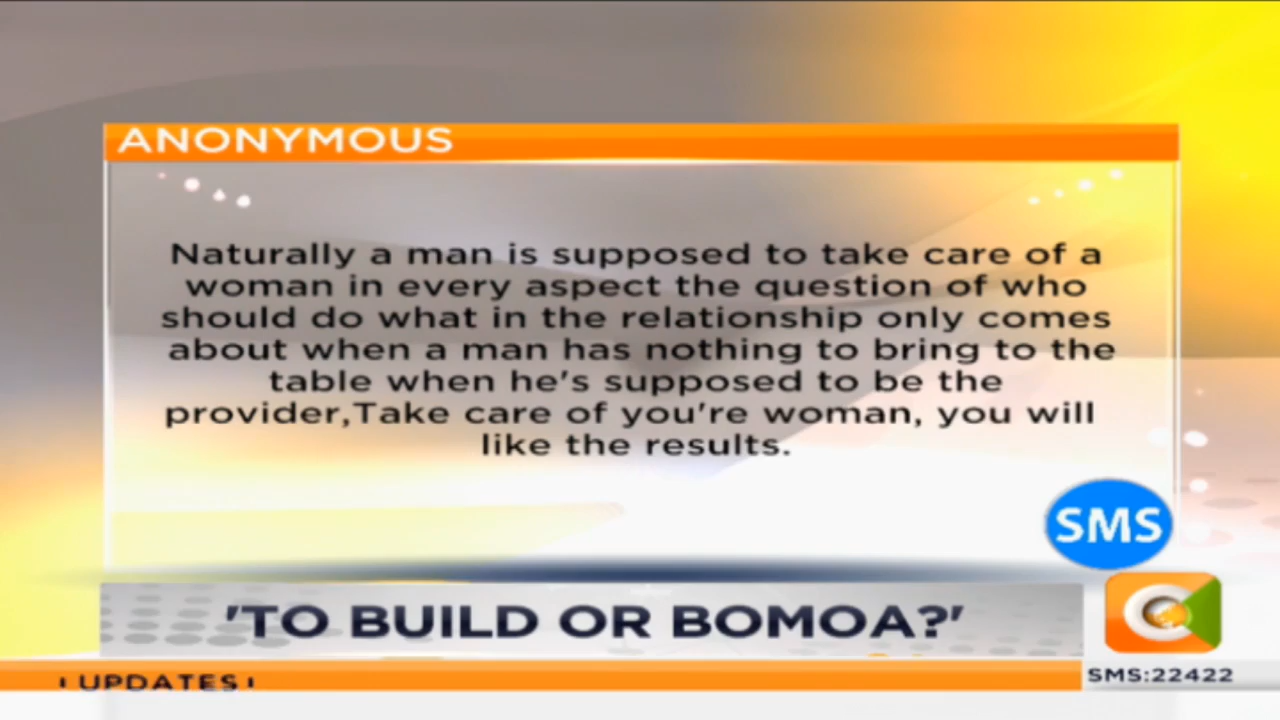 ANONYMOUS
Naturally a man is supposed to take care of a
woman in every aspect the question of who
should do what in the relationship only comes
about when a man has nothing to bring to the
table when he's supposed to be the
provider,Take care of you're woman, you will
like the results.
SMS
'TO BUILD OR BOMOA?'
UPDATES
SMS:22422